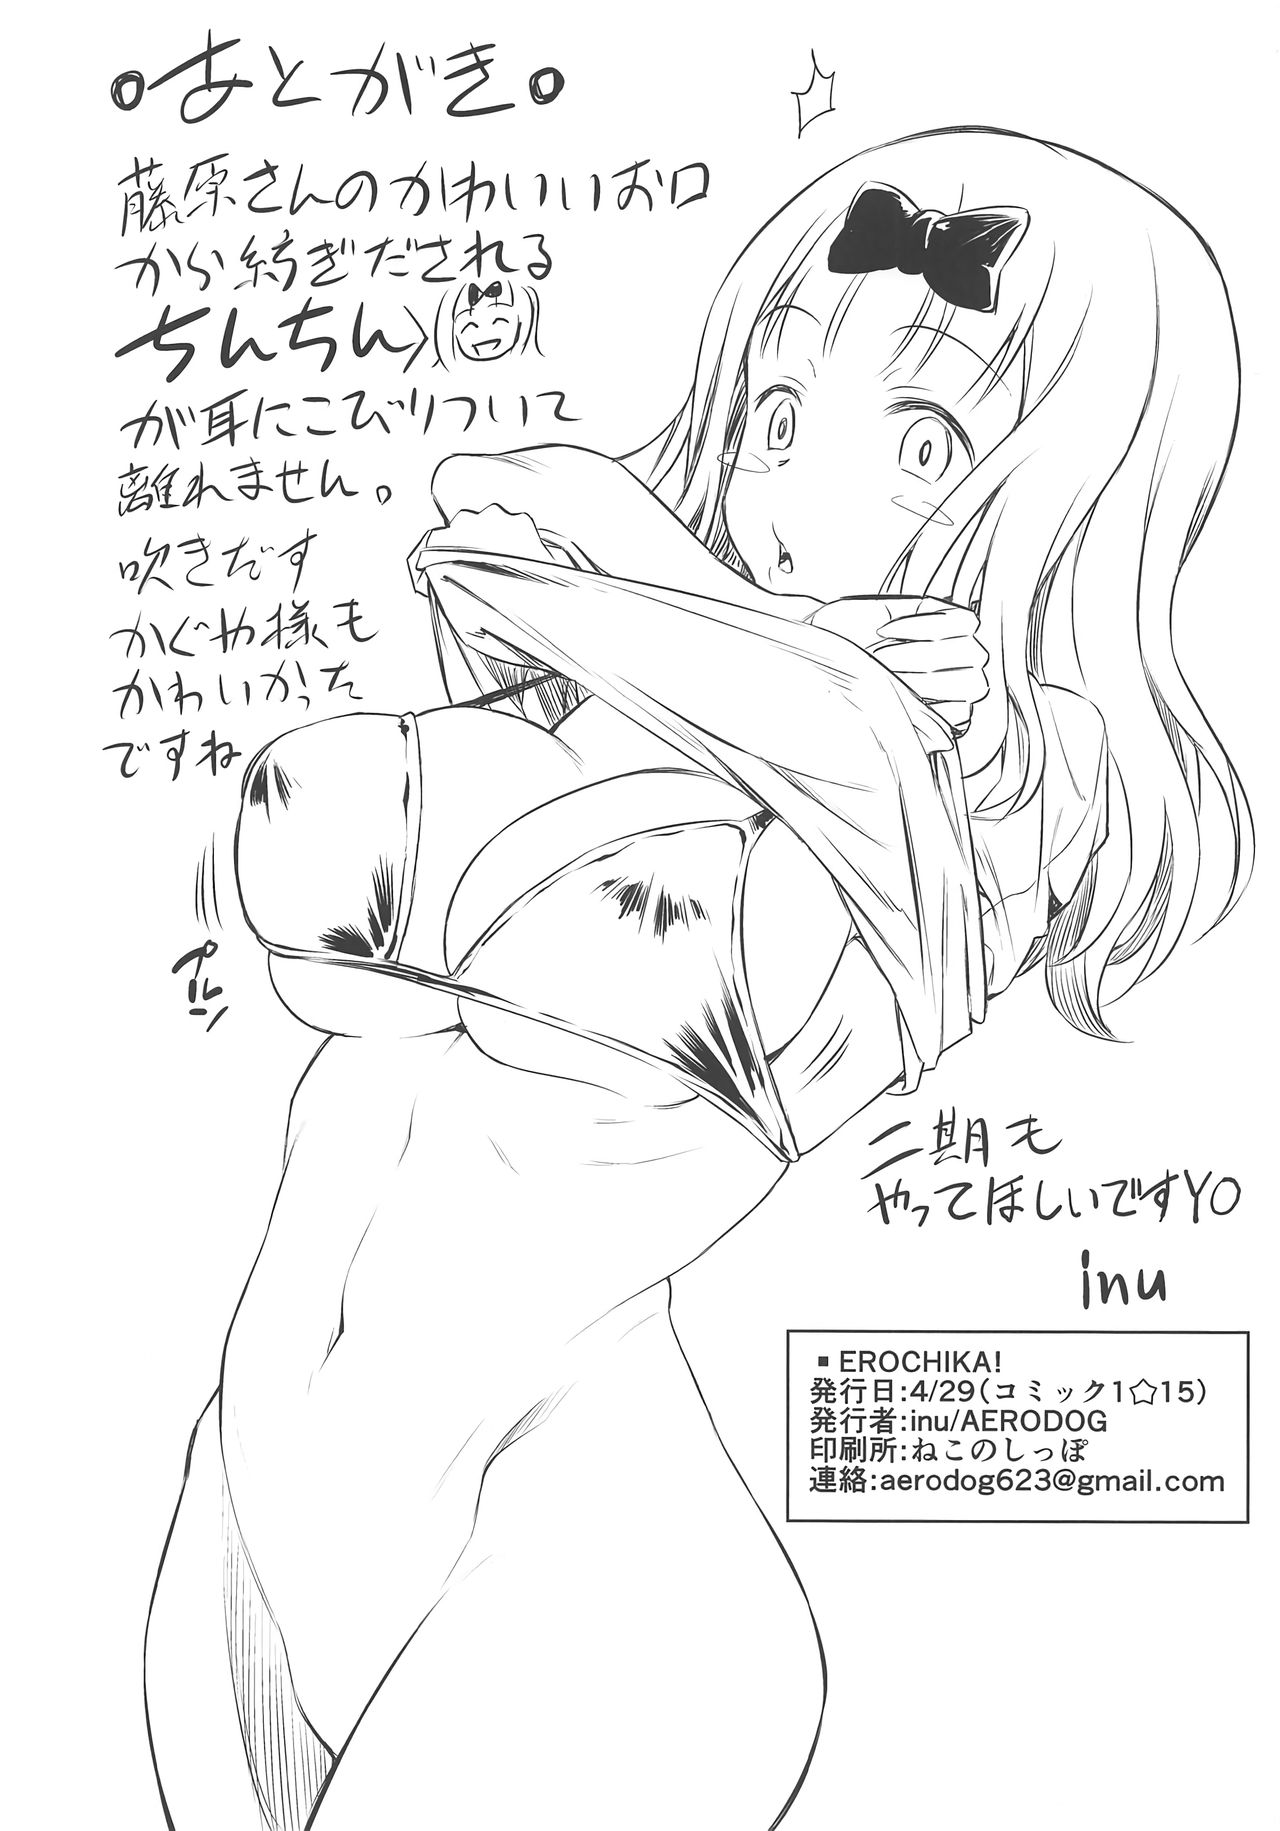 あとがき
藤原さんのかわいいお口
から紡ぎだされる
ちんちん
が耳にこびりついて
離れません。
吹きだす
かぐや様も
かわいかった
ですね
プルン
二期も
やってほしいですYO
inu
▪EROCHIKA!
発行日:4/29(コミック1☆15)
発行者:inu/AERODOG
印刷所:ねこのしっぽ
連絡:aerodog623@gmail.com